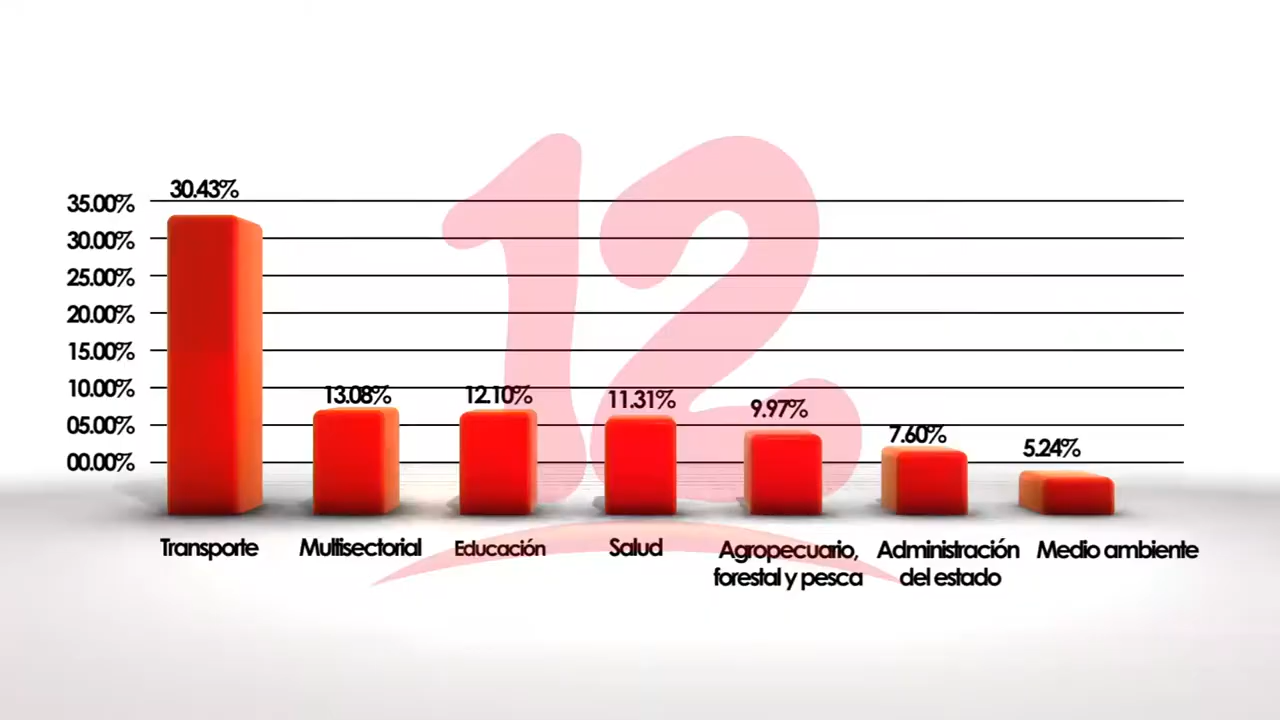 12
30.43%
35.00%
30.00%
25.00%
20.00%
15.00%
10.00%
05.00%
00.00%
13.08%
12.10%
11.31%
9.97%
7.60%
5.24%
Transporte
Multisectorial
Educación
Salud
Agropecuario,
forestal y pesca
Administración
del estado
Medio ambiente